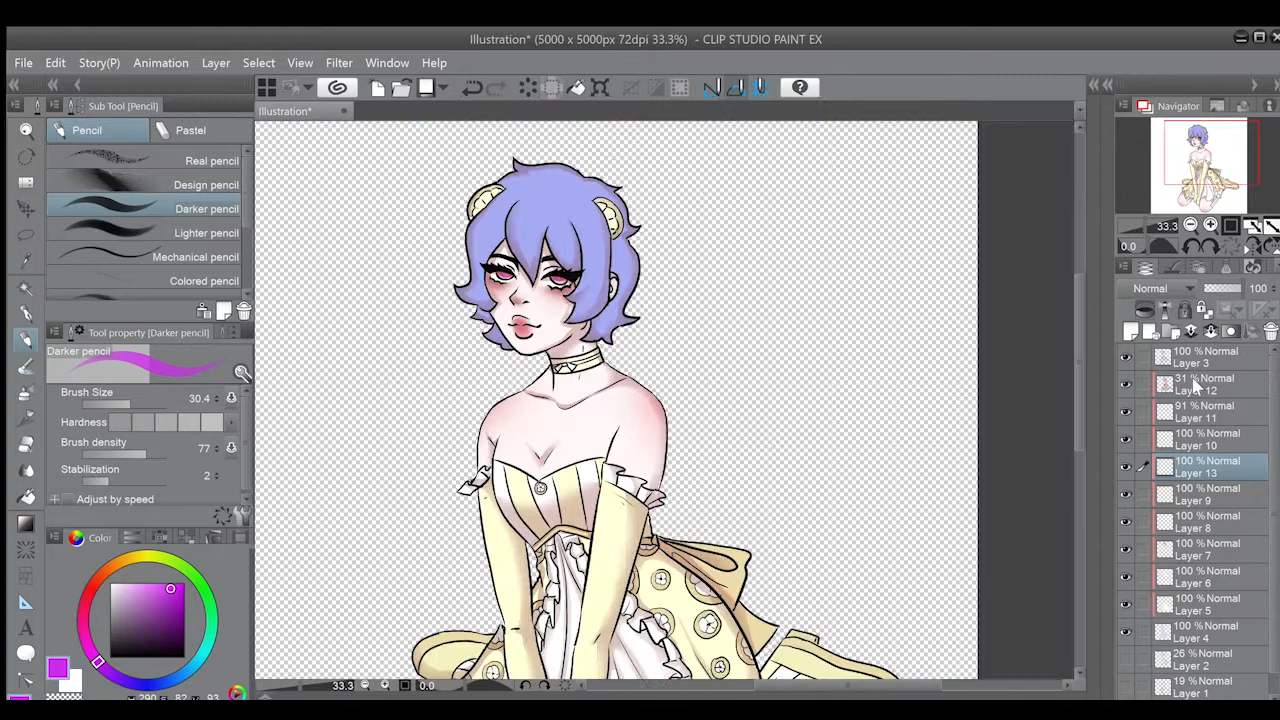 Illustration* (5000 x 5000px 72dpi 33.3%) - CLIP STUDIO PAINT EX
File Edit Story(P) Animation Layer Select View Filter Window Help
Sub Tool [Pencil]
Illustration*
Navigator
Pencil
Pastel
Real pencil
Design pencil
Darker pencil
Lighter pencil
Mechanical pencil
Colored pencil
Tool property [Darker pencil]
Darker pencil
Brush Size 30.4
Hardness
Brush density 77
Stabilization 2
Adjust by speed
Color
290 82 93
33.3 0.0
33.3
0.0
Normal 100
100 %Normal
Layer 3
31 %Normal
Layer 12
91 %Normal
Layer 11
100 %Normal
Layer 10
100 %Normal
Layer 13
100 %Normal
Layer 9
100 %Normal
Layer 8
100 %Normal
Layer 7
100 %Normal
Layer 6
100 %Normal
Layer 5
100 %Normal
Layer 4
26 %Normal
Layer 2
19 %Normal
Layer 1